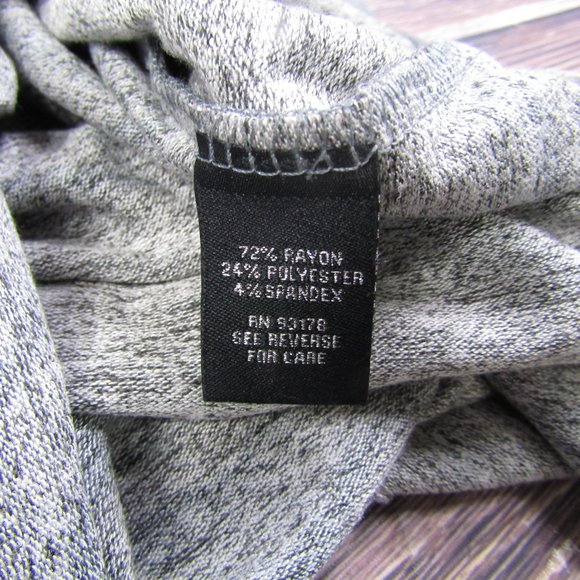 72% RAYON
24% POLYESTER
4% SPANDEX
RN 93178
SEE REVERSE
FOR CARE